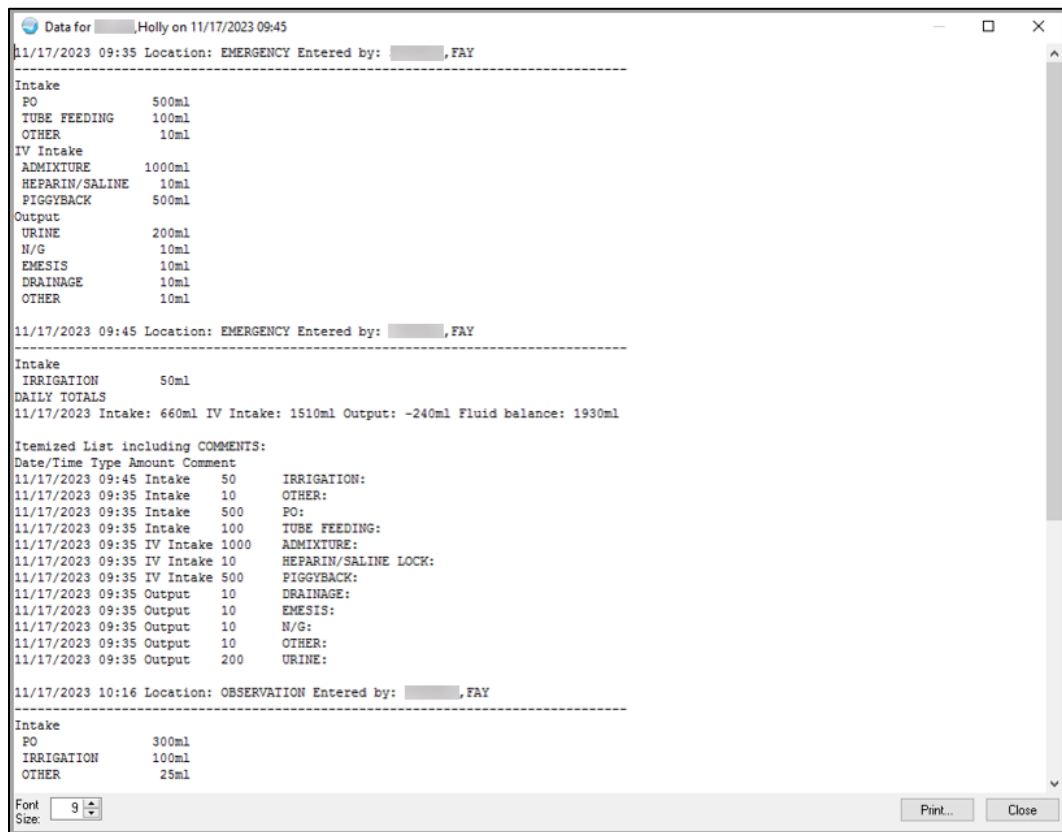 Data for ,Holly on 11/17/2023 09:45
11/17/2023 09:35 Location: EMERGENCY Entered by: ,FAY
--------------------------------------------------------------------------------
Intake
PO 500ml
TUBE FEEDING 100ml
OTHER 10ml
IV Intake
ADMIXTURE 1000ml
HEPARIN/SALINE 10ml
PIGGYBACK 500ml
Output
URINE 200ml
N/G 10ml
EMESIS 10ml
DRAINAGE 10ml
OTHER 10ml
11/17/2023 09:45 Location: EMERGENCY Entered by: ,FAY
--------------------------------------------------------------------------------
Intake
IRRIGATION 50ml
DAILY TOTALS
11/17/2023 Intake: 660ml IV Intake: 1510ml Output: -240ml Fluid balance: 1930ml
Itemized List including COMMENTS:
Date/Time Type Amount Comment
11/17/2023 09:45 Intake 50 IRRIGATION:
11/17/2023 09:35 Intake 10 OTHER:
11/17/2023 09:35 Intake 500 PO:
11/17/2023 09:35 Intake 100 TUBE FEEDING:
11/17/2023 09:35 IV Intake 1000 ADMIXTURE:
11/17/2023 09:35 IV Intake 10 HEPARIN/SALINE LOCK:
11/17/2023 09:35 IV Intake 500 PIGGYBACK:
11/17/2023 09:35 Output 10 DRAINAGE:
11/17/2023 09:35 Output 10 EMESIS:
11/17/2023 09:35 Output 10 N/G:
11/17/2023 09:35 Output 10 OTHER:
11/17/2023 09:35 Output 200 URINE:
11/17/2023 10:16 Location: OBSERVATION Entered by: ,FAY
--------------------------------------------------------------------------------
Intake
PO 300ml
IRRIGATION 100ml
OTHER 25ml
Font Size: 9 Print... Close